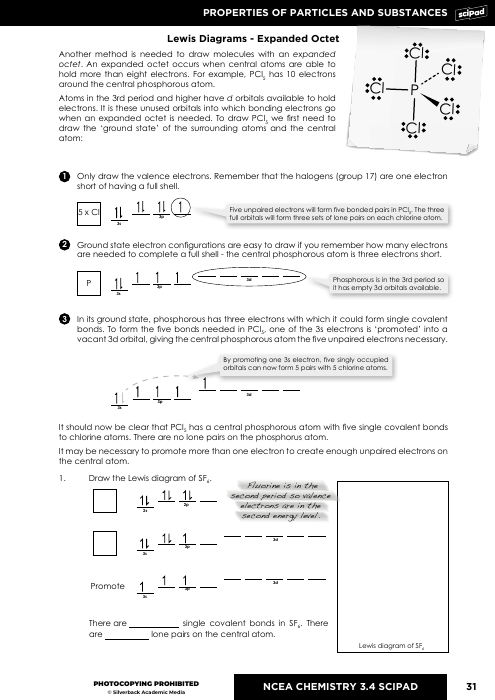 PROPERTIES OF PARTICLES AND SUBSTANCES scipad
Lewis Diagrams - Expanded Octet
Another method is needed to draw molecules with an expanded
octet. An expanded octet occurs when central atoms are able to
hold more than eight electrons. For example, PCl5 has 10 electrons
around the central phosphorous atom.
Atoms in the 3rd period and higher have d orbitals available to hold
electrons. It is these unused orbitals into which bonding electrons go
when an expanded octet is needed. To draw PCl5 we first need to
draw the 'ground state' of the surrounding atoms and the central
atom:
Cl
Cl
Cl
P
Cl
Cl
1 Only draw the valence electrons. Remember that the halogens (group 17) are one electron
short of having a full shell.
5 x Cl
3s
3p
Five unpaired electrons will form five bonded pairs in PCl5. The three
full orbitals will form three sets of lone pairs on each chlorine atom.
2 Ground state electron configurations are easy to draw if you remember how many electrons
are needed to complete a full shell - the central phosphorus atom is three electrons short.
P
3s
3p
3d
Phosphorus is in the 3rd period so
it has empty 3d orbitals available.
3 In its ground state, phosphorus has three electrons with which it could form single covalent
bonds. To form the five bonds needed in PCl5, one of the 3s electrons is 'promoted' into a
vacant 3d orbital, giving the central phosphorus atom the five unpaired electrons necessary.
By promoting one 3s electron, five singly occupied
orbitals can now form 5 pairs with 5 chlorine atoms.
3s
3p
3d
It should now be clear that PCl5 has a central phosphorus atom with five single covalent bonds
to chlorine atoms. There are no lone pairs on the phosphorus atom.
It may be necessary to promote more than one electron to create enough unpaired electrons on
the central atom.
1. Draw the Lewis diagram of SF6.
2s
2p
Fluorine is in the
second period so valence
electrons are in the
second energy level.
3s
3p
3d
Promote
3s
3p
3d
There are ________ single covalent bonds in SF6. There
are ________ lone pairs on the central atom.
Lewis diagram of SF6
PHOTOCOPYING PROHIBITED
© Silverback Academic Media
NCEA CHEMISTRY 3.4 SCIPAD
31